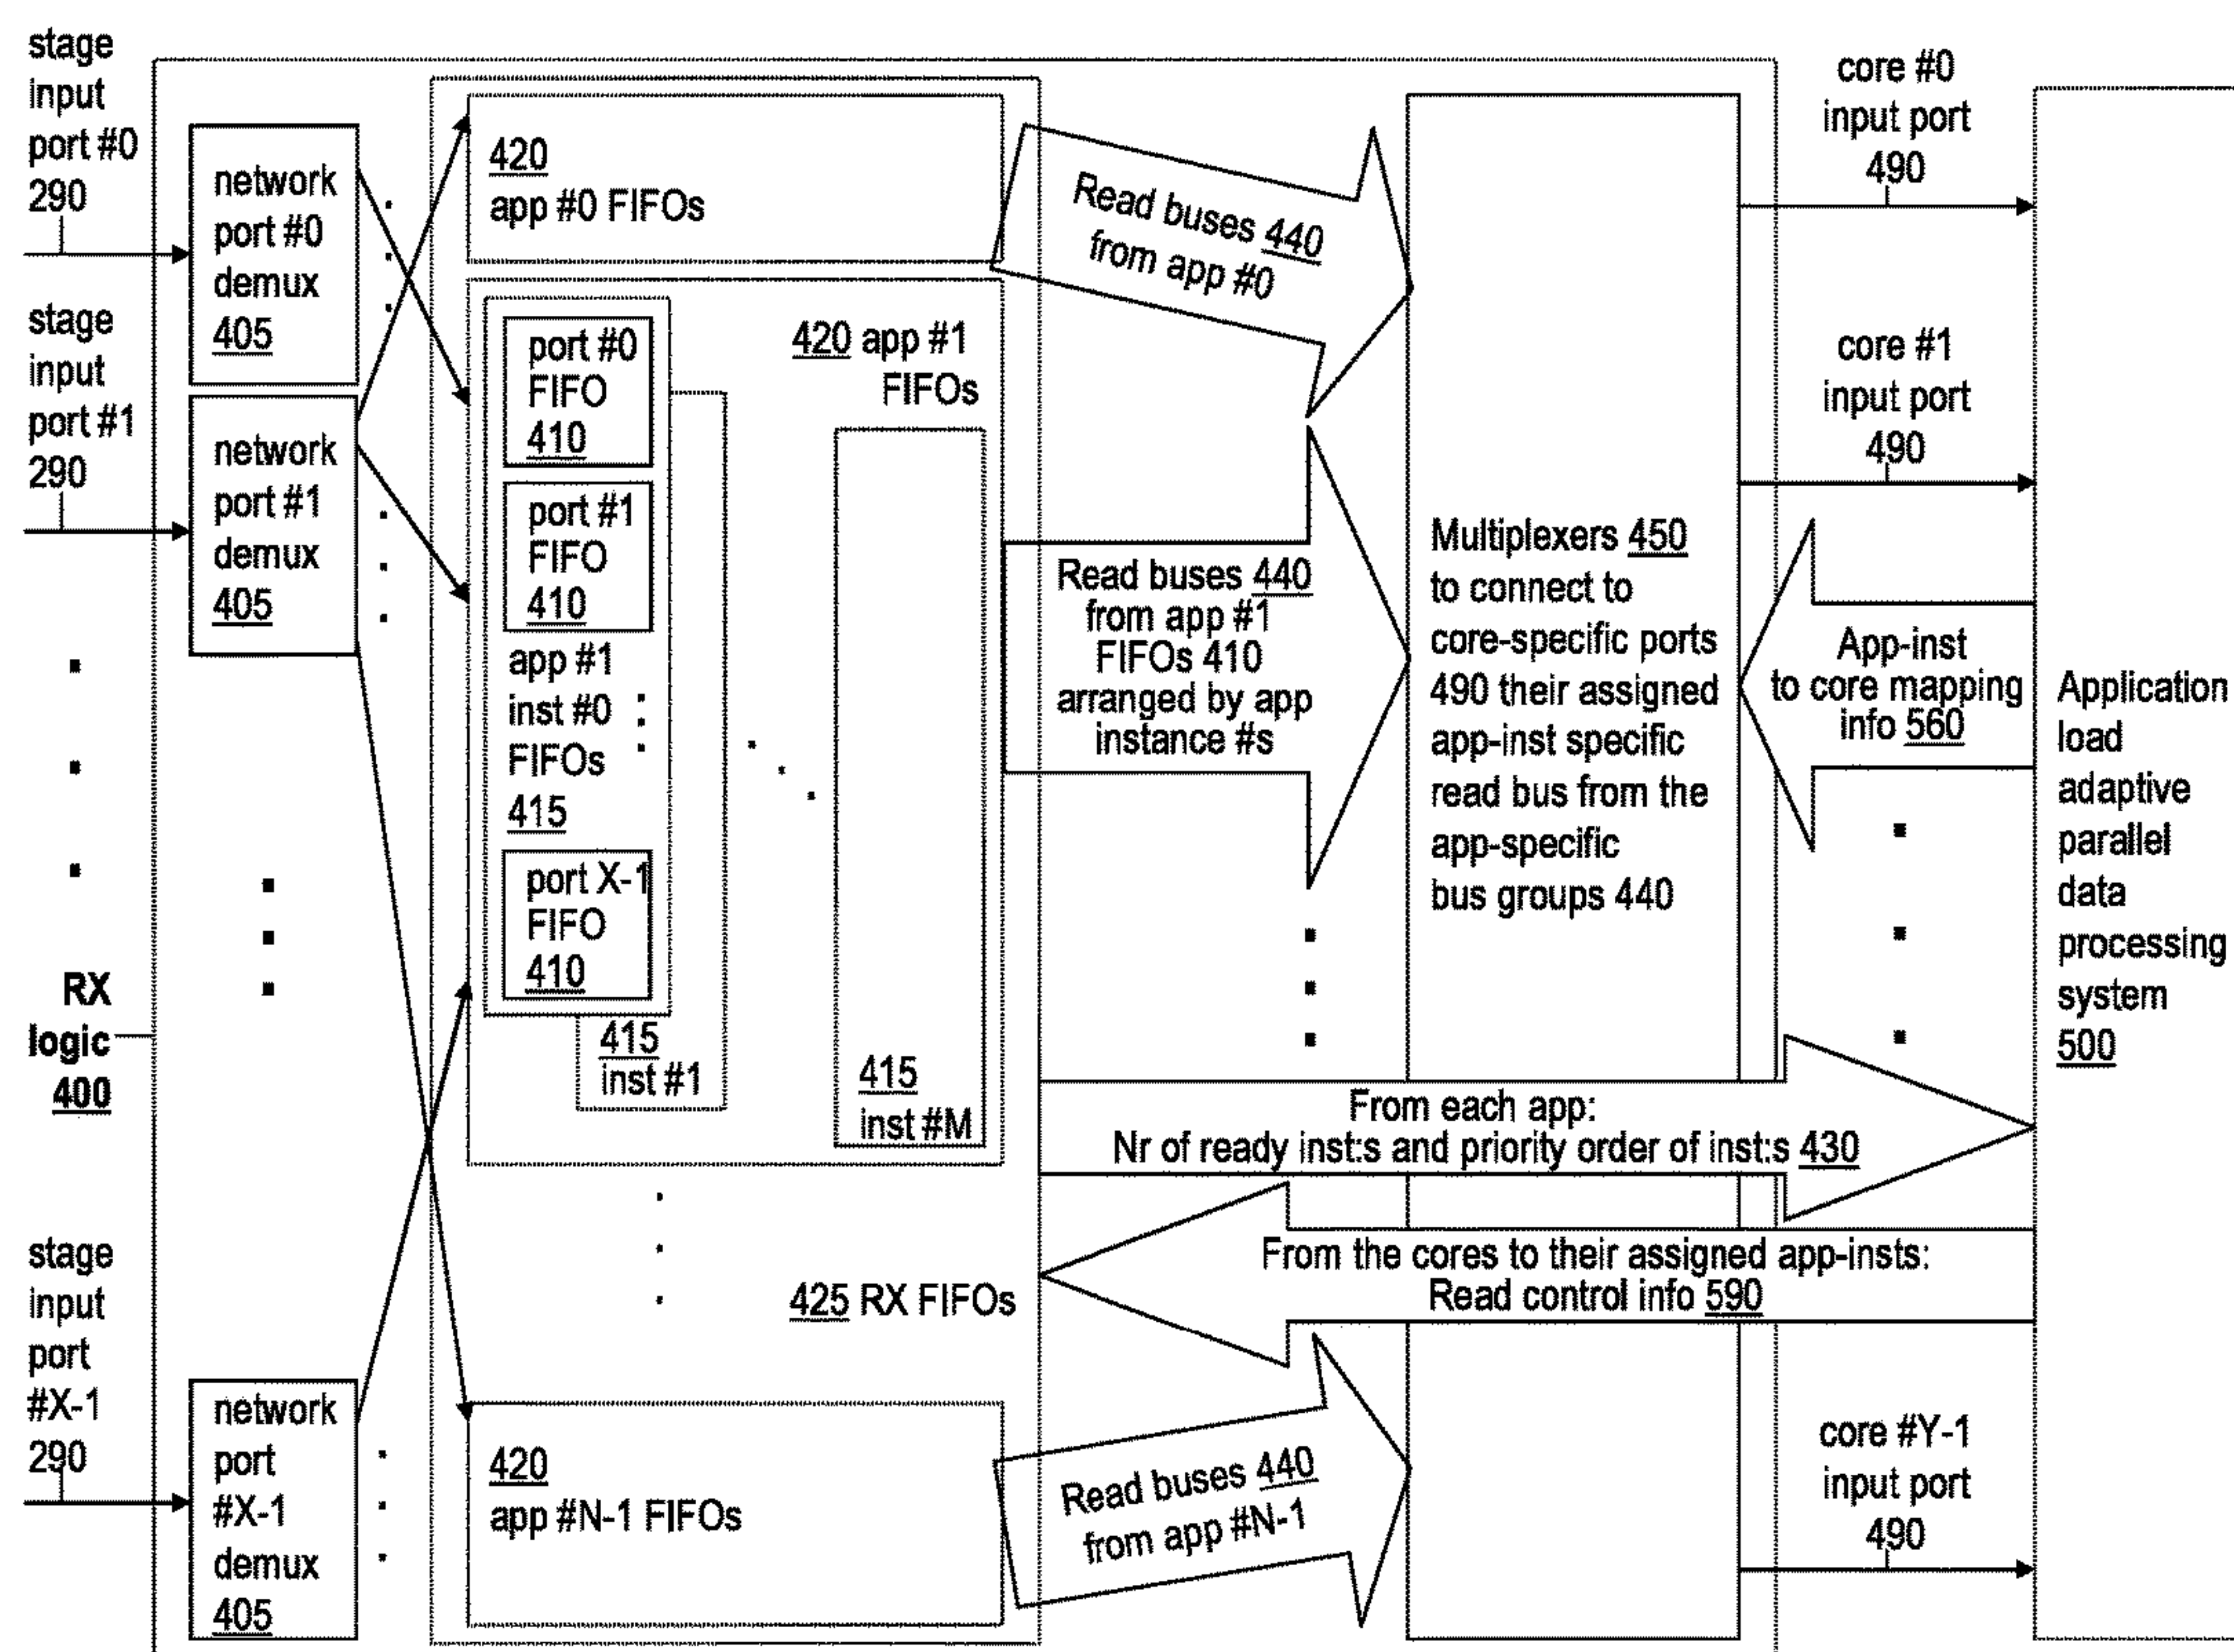 stage
input
port #0
290
stage
input
port #1
290
RX
logic
400
stage
input
port
#X-1
290
network
port #0
demux
405
network
port #1
demux
405
network
port
#X-1
demux
405
420
app #0 FIFOs
420 app #1
FIFOs
port #0
FIFO
410
port #1
FIFO
410
app #1
inst #0
FIFOs
415
port X-1
FIFO
410
415
inst #1
415
inst #M
425 RX FIFOs
420
app #N-1 FIFOs
Read buses 440
from app #0
Read buses 440
from app #1
FIFOs 410
arranged by app
instance #s
Read buses 440
from app #N-1
Multiplexers 450
to connect to
core-specific ports
490 their assigned
app-inst specific
read bus from the
app-specific
bus groups 440
From each app:
Nr of ready inst:s and priority order of inst:s 430
From the cores to their assigned app-insts:
Read control info 590
core #0
input port
490
core #1
input port
490
App-inst
to core mapping
info 560
core #Y-1
input port
490
Application
load
adaptive
parallel
data
processing
system
500